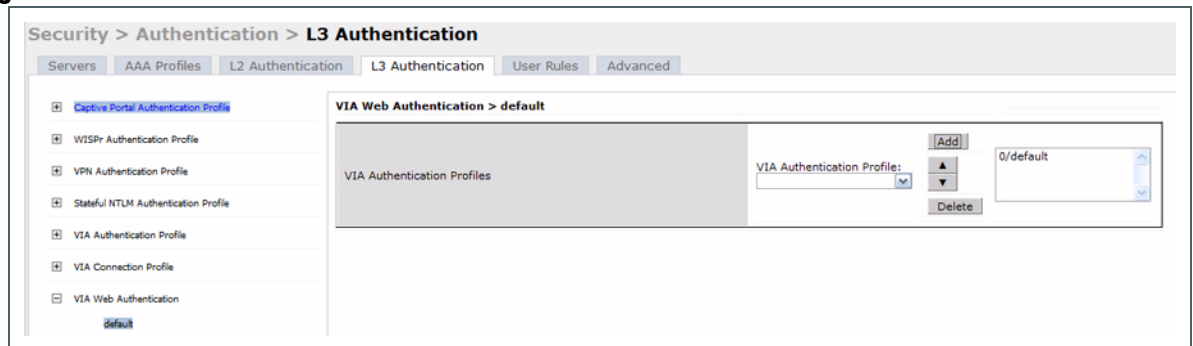 Security > Authentication > L3 Authentication
Servers AAA Profiles L2 Authentication L3 Authentication User Rules Advanced
Captive Portal Authentication Profile
WISPr Authentication Profile
VPN Authentication Profile
Stateful NTLM Authentication Profile
VIA Authentication Profile
VIA Connection Profile
VIA Web Authentication
default
VIA Web Authentication > default
VIA Authentication Profiles
VIA Authentication Profile:
Add
Delete
0/default